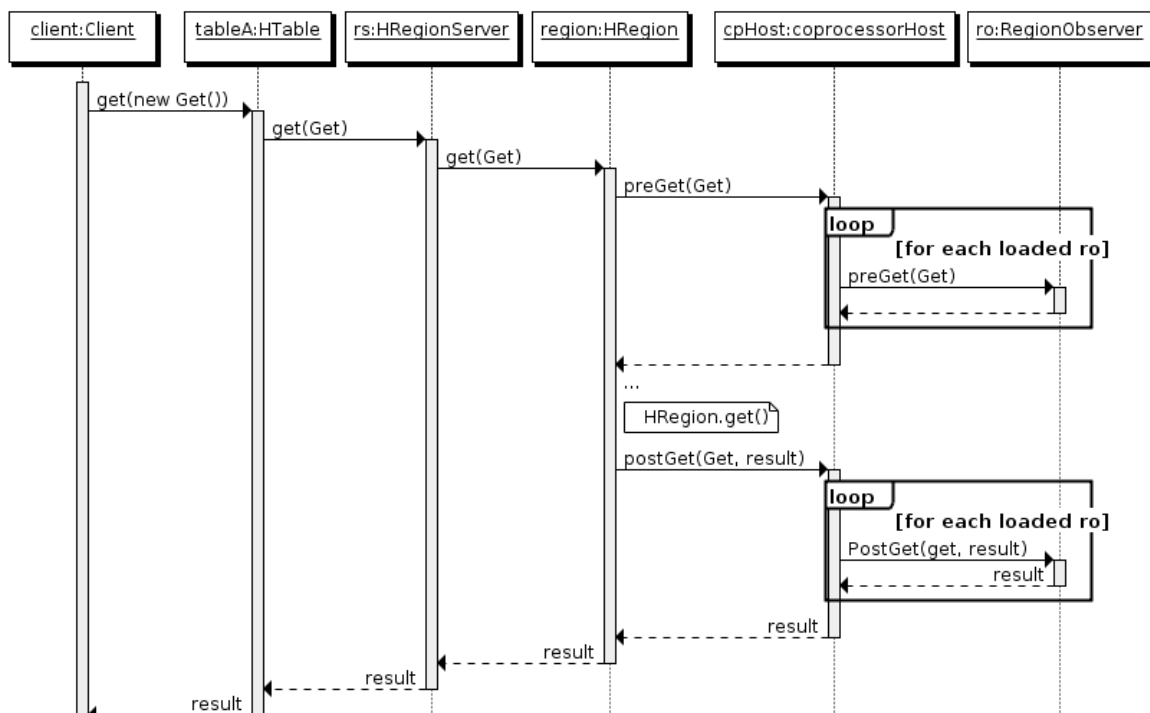 client:Client
tableA:HTable
rs:HRegionServer
region:HRegion
cpHost:coprocessorHost
ro:RegionObserver
get(new Get())
get(Get)
get(Get)
preGet(Get)
loop
[for each loaded ro]
preGet(Get)
...
HRegion.get()
postGet(Get, result)
loop
[for each loaded ro]
PostGet(get, result)
result
result
result
result
result